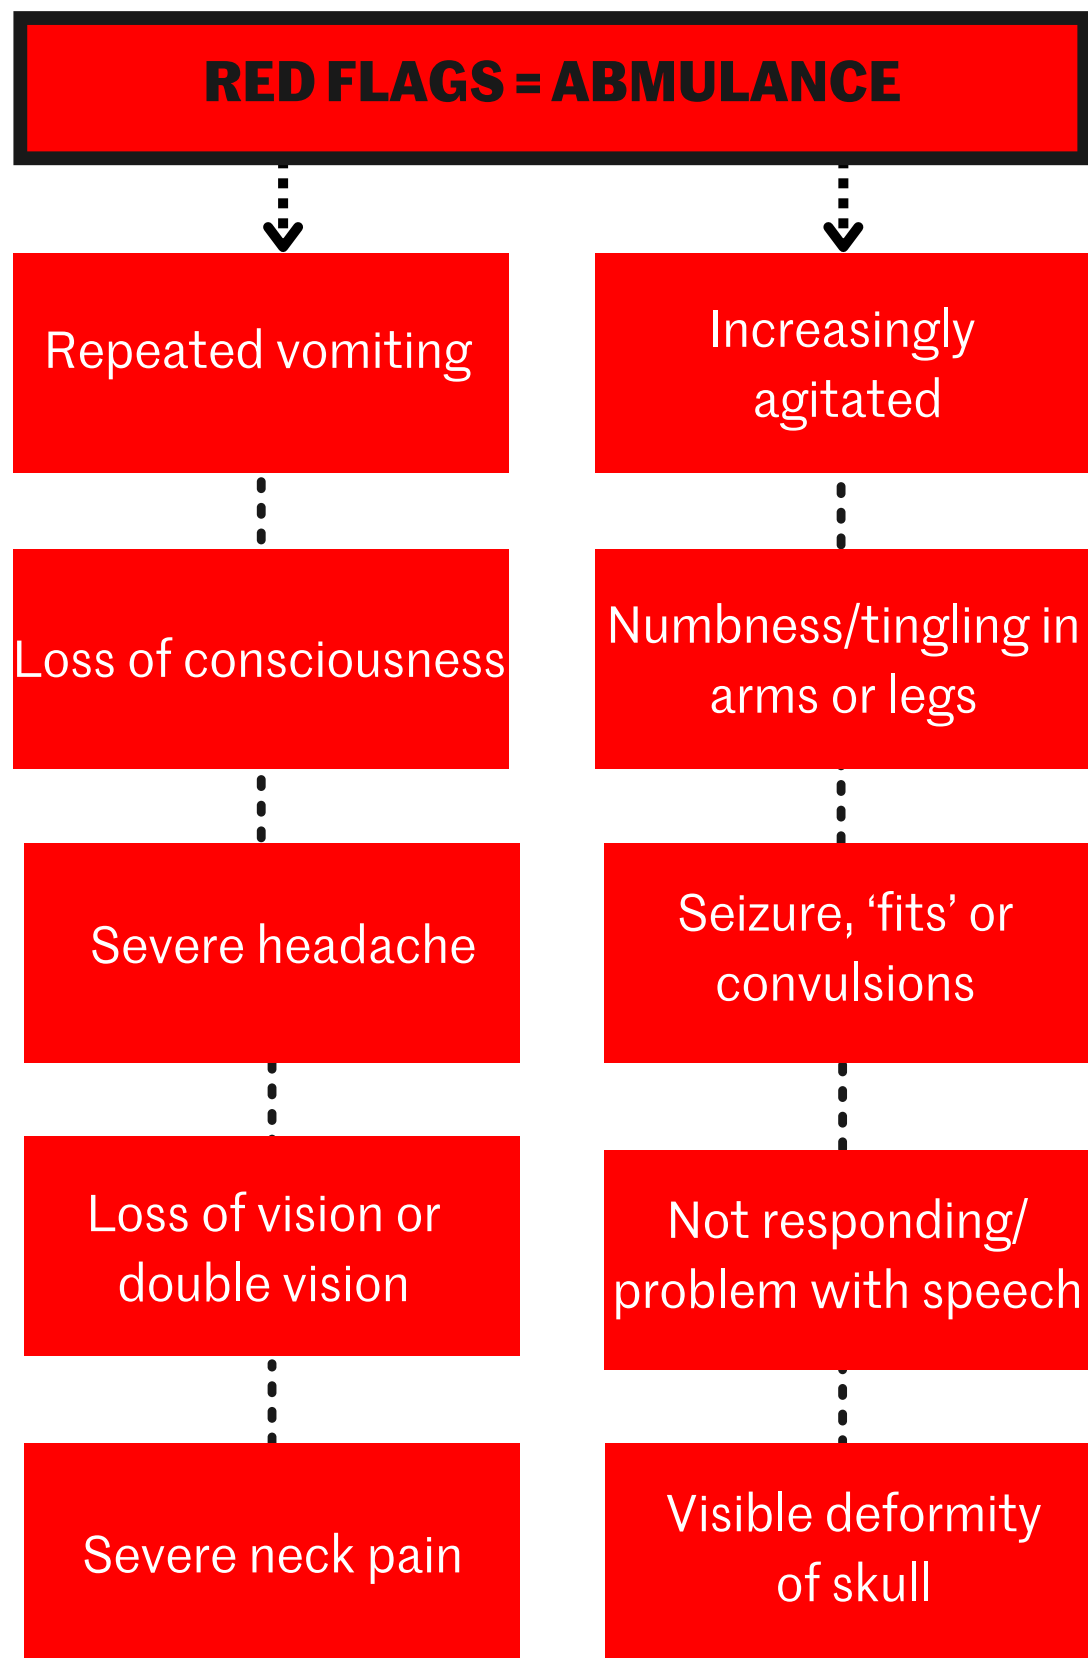 RED FLAGS = ABMULANCE
Repeated vomiting
Loss of consciousness
Severe headache
Loss of vision or
double vision
Severe neck pain
Increasingly
agitated
Numbness/tingling in
arms or legs
Seizure, ‘fits’ or
convulsions
Not responding/
problem with speech
Visible deformity
of skull